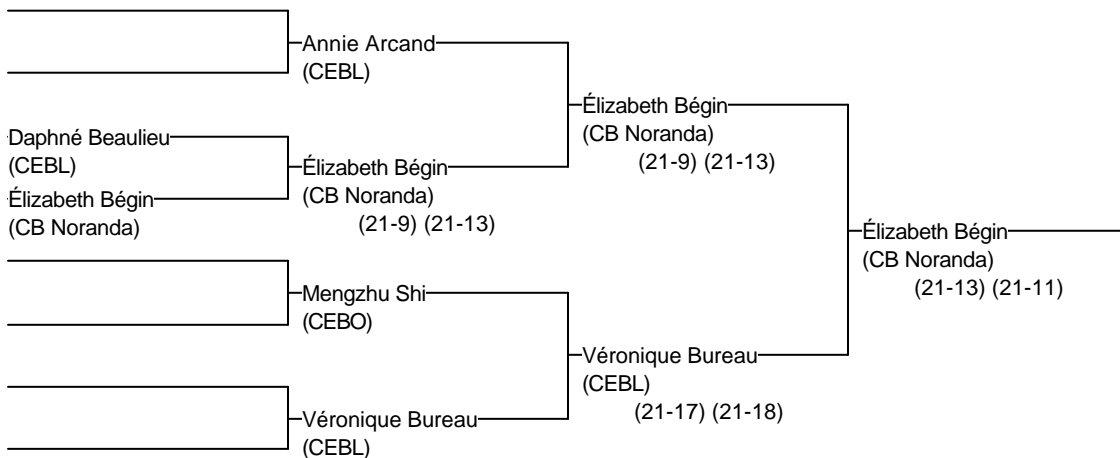 Annie Arcand
(CEBL)
Élizabeth Bégin
(CB Noranda)
(21-9) (21-13)
Daphné Beaulieu
(CEBL)
Élizabeth Bégin
(CB Noranda)
(21-9) (21-13)
Élizabeth Bégin
(CB Noranda)
Élizabeth Bégin
(CB Noranda)
(21-13) (21-11)
Mengzhu Shi
(CEBO)
Véronique Bureau
(CEBL)
(21-17) (21-18)
Véronique Bureau
(CEBL)